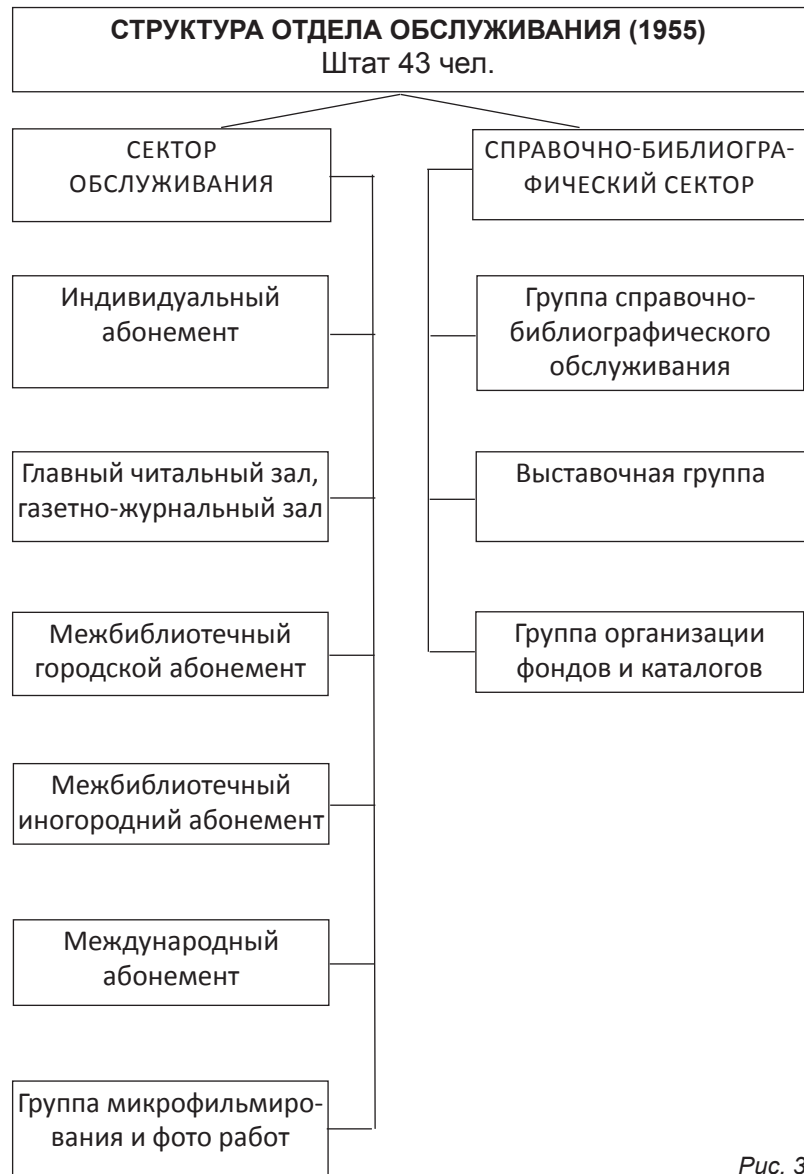 СТРУКТУРА ОТДЕЛА ОБСЛУЖИВАНИЯ (1955)
Штат 43 чел.
СЕКТОР
ОБСЛУЖИВАНИЯ
Индивидуальный
абонемент
Главный читальный зал,
газетно-журнальный зал
Межбиблиотечный
городской абонемент
Межбиблиотечный
иногородний абонемент
Международный
абонемент
Группа микрофильмиро-
вания и фото работ
СПРАВОЧНО-БИБЛИОГРА-
ФИЧЕСКИЙ СЕКТОР
Группа справочно-
библиографического
обслуживания
Выставочная группа
Группа организации
фондов и каталогов
Рис. 3